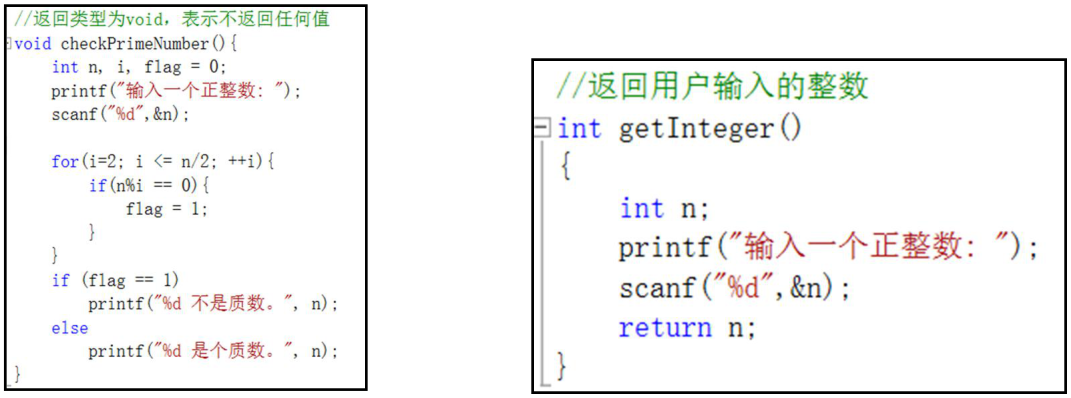 //返回类型为void，表示不返回任何值
void checkPrimeNumber(){
    int n, i, flag = 0;
    printf("输入一个正整数: ");
    scanf("%d",&n);
    for(i=2; i <= n/2; ++i){
        if(n%i == 0){
            flag = 1;
        }
    }
    if (flag == 1)
        printf("%d 不是质数。", n);
    else
        printf("%d 是个质数。", n);
}
//返回用户输入的整数
int getInteger()
{
    int n;
    printf("输入一个正整数: ");
    scanf("%d",&n);
    return n;
}